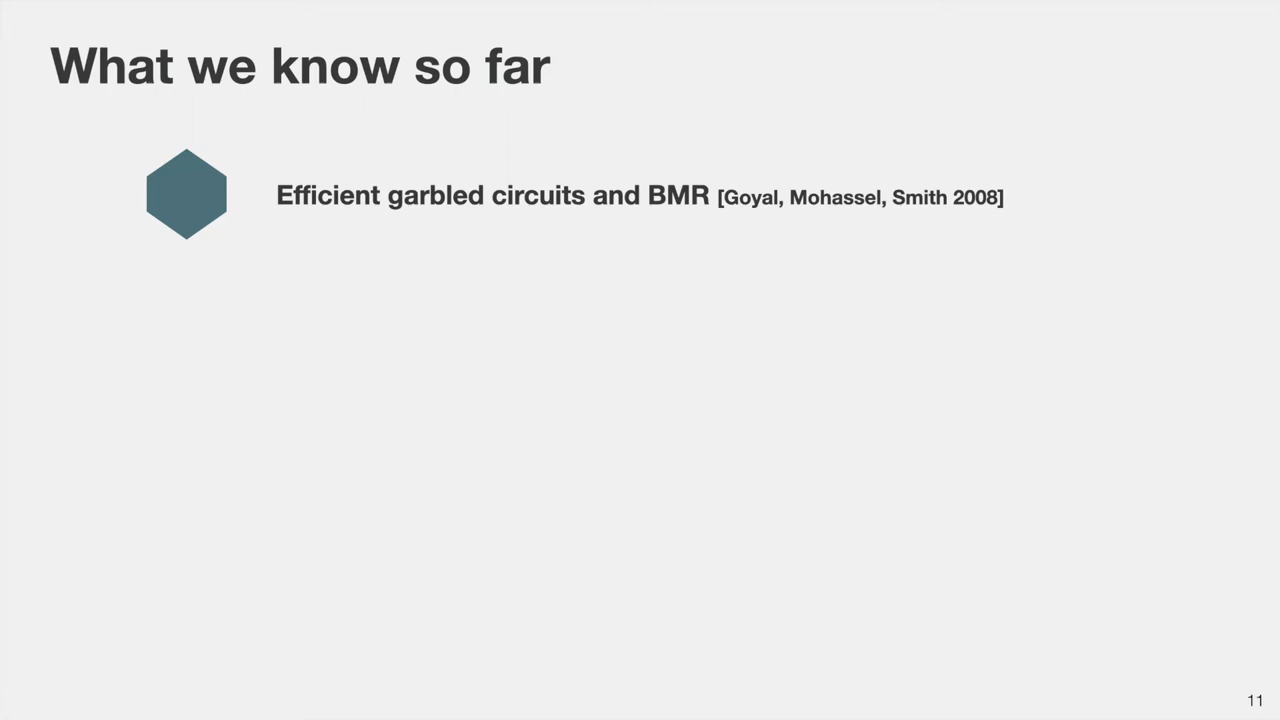 What we know so far
Efficient garbled circuits and BMR [Goyal, Mohassel, Smith 2008]
11